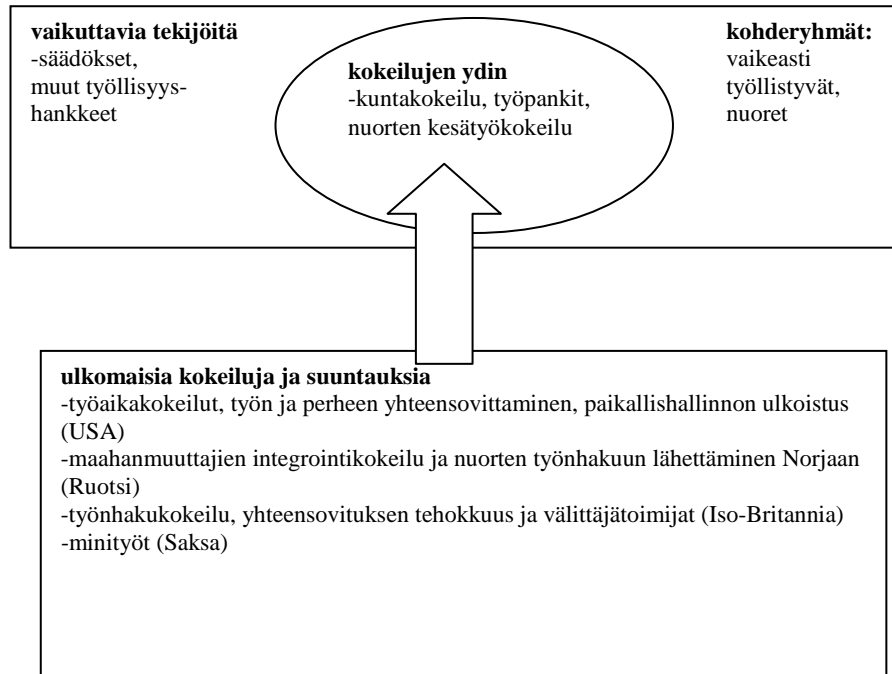 vaikuttavia tekijöitä
-säädökset,
muut työllisyys-
hankkeet
kokeilujen ydin
-kuntakokeilu, työpankit,
nuorten kesätyökokeilu
kohderyhmät:
vaikeasti
työllistyvät,
nuoret
ulkomaisia kokeiluja ja suuntauksia
-työaikakokeilut, työn ja perheen yhteensovittaminen, paikallishallinnon ulkoistus
(USA)
-maahanmuuttajien integrointikokeilu ja nuorten työnhakuun lähettäminen Norjaan
(Ruotsi)
-työnhakukokeilu, yhteensovituksen tehokkuus ja välittäjätoimijat (Iso-Britannia)
-minityöt (Saksa)